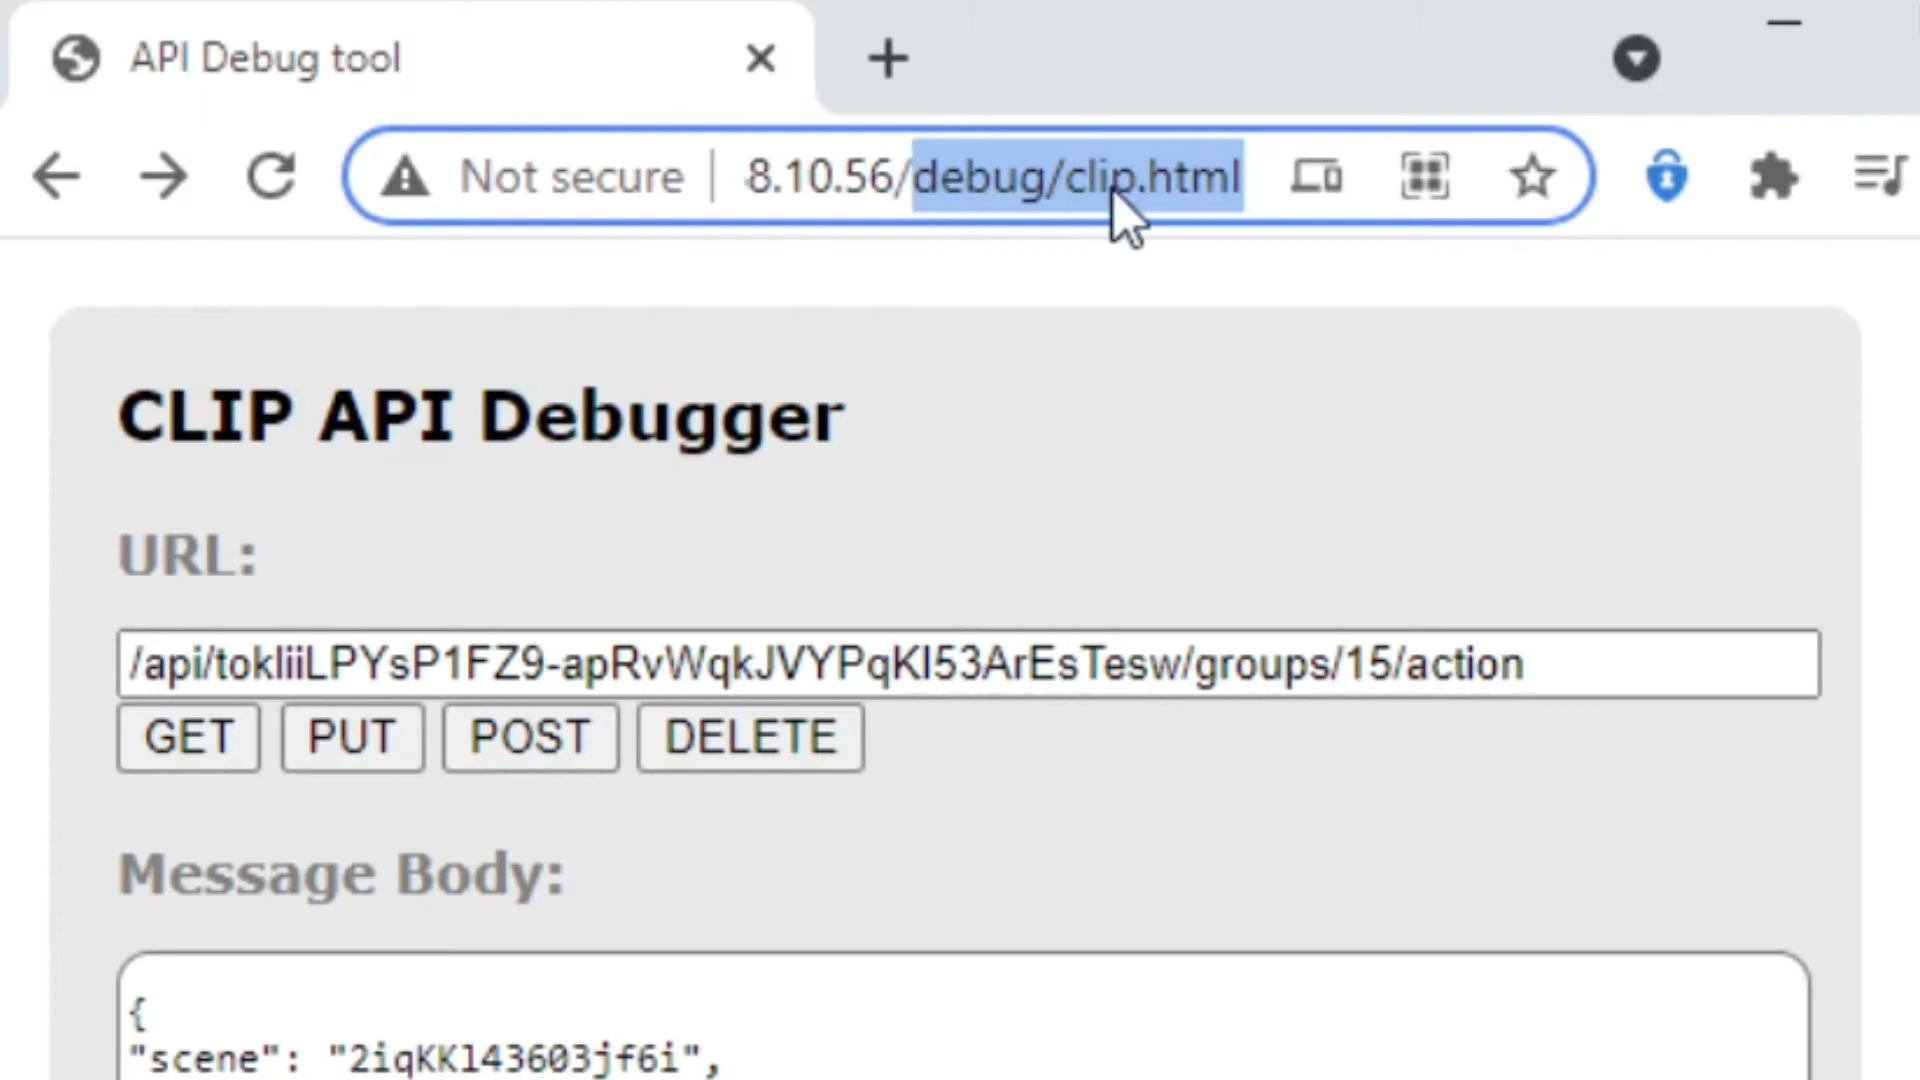 API Debug tool
Not secure 8.10.56/debug/clip.html
CLIP API Debugger
URL:
/api/tokliiLPYsP1FZ9-apRvWqkJVYPqKI53ArEsTesw/groups/15/action
GET PUT POST DELETE
Message Body:
{
"scene": "2iqKKl43603jf6i",